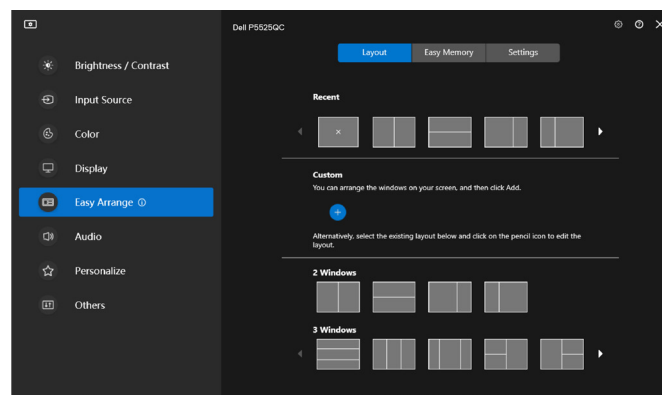 Dell P5525QC
Brightness / Contrast
Input Source
Color
Display
Easy Arrange
Audio
Personalize
Others
Layout
Easy Memory
Settings
Recent
Custom
You can arrange the windows on your screen, and then click Add.
Alternatively, select the existing layout below and click on the pencil icon to edit the
layout.
2 Windows
3 Windows